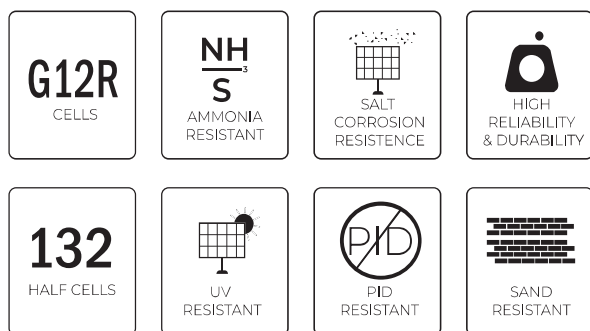 G12R
CELLS
NH
3
S
AMMONIA
RESISTANT
SALT
CORROSION
RESISTENCE
HIGH
RELIABILITY
& DURABILITY
132
HALF CELLS
UV
RESISTANT
PID
PID
RESISTANT
SAND
RESISTANT